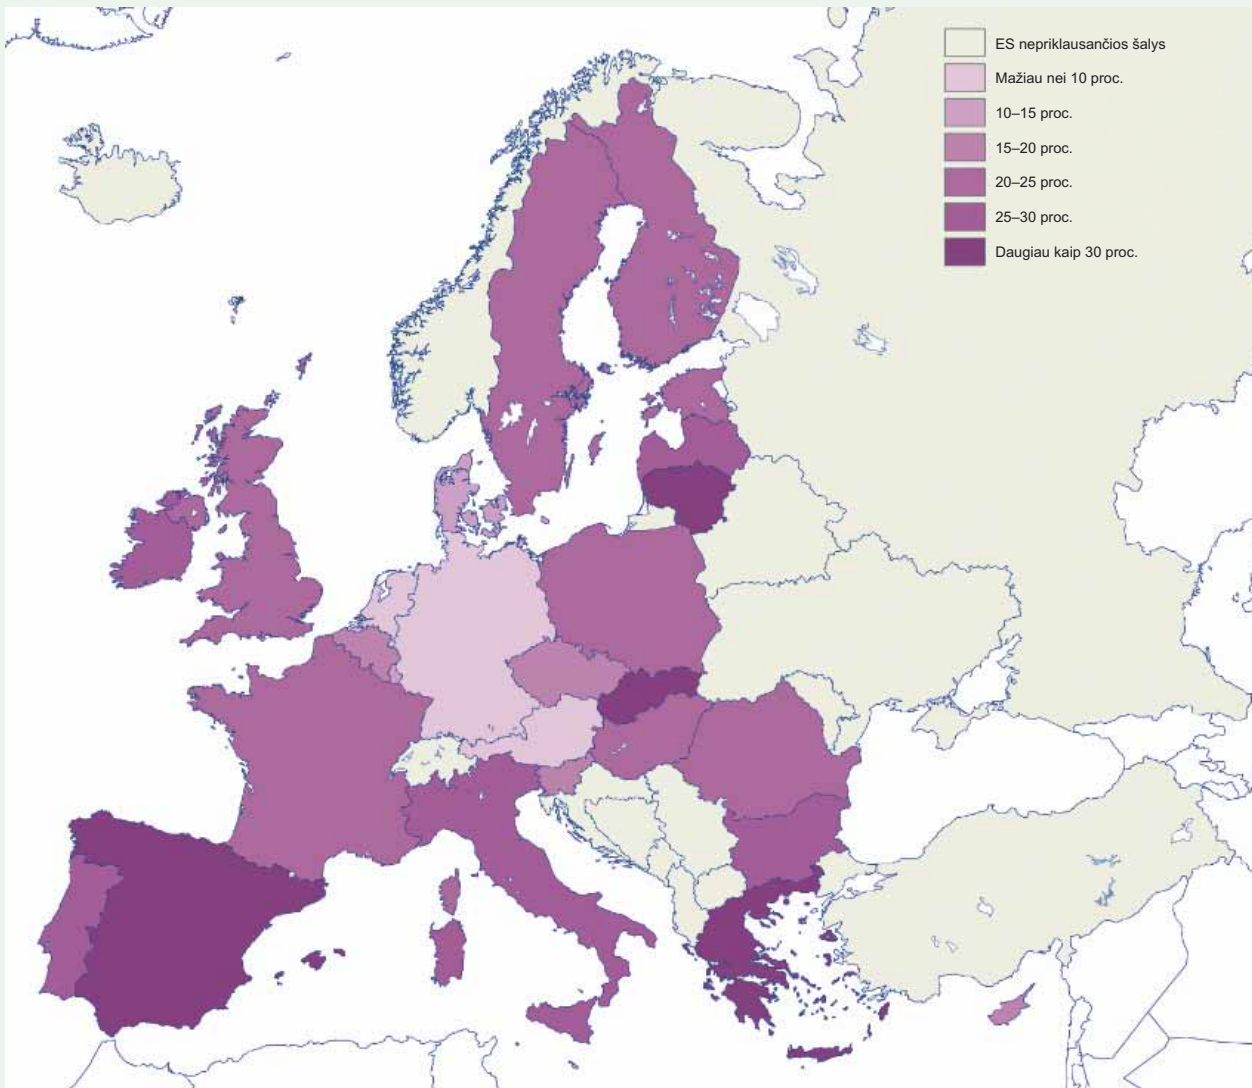 ES nepriklausančios šalys
Mažiau nei 10 proc.
10–15 proc.
15–20 proc.
20–25 proc.
25–30 proc.
Daugiau kaip 30 proc.